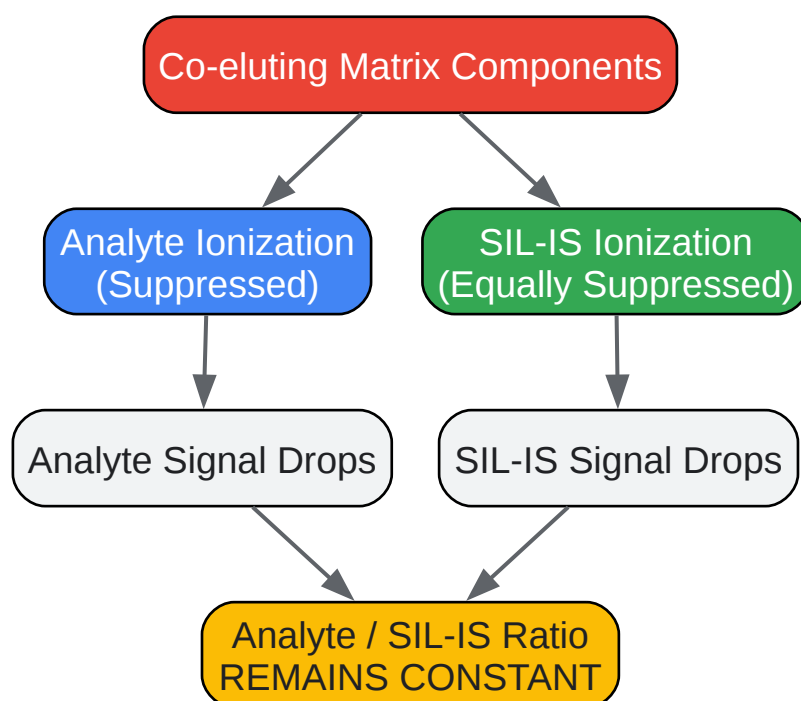 Co-eluting Matrix Components
Analyte Ionization
(Suppressed)
SIL-IS Ionization
(Equally Suppressed)
Analyte Signal Drops
SIL-IS Signal Drops
Analyte / SIL-IS Ratio
REMAINS CONSTANT